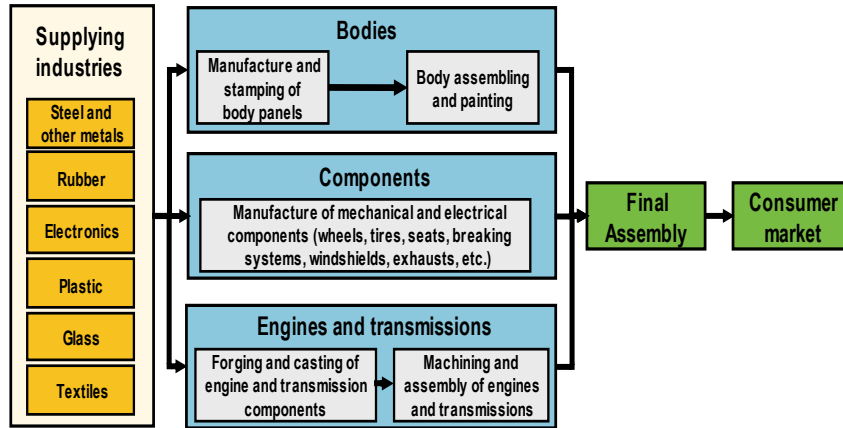 Supplying
industries
Steel and
other metals
Rubber
Electronics
Plastic
Glass
Textiles
Bodies
Manufacture and
stamping of
body panels
Body assembling
and painting
Components
Manufacture of mechanical and electrical
components (wheels, tires, seats, breaking
systems, windshields, exhausts, etc.)
Engines and transmissions
Forging and casting of
engine and transmission
components
Machining and
assembly of engines
and transmissions
Final
Assembly
Consumer
market